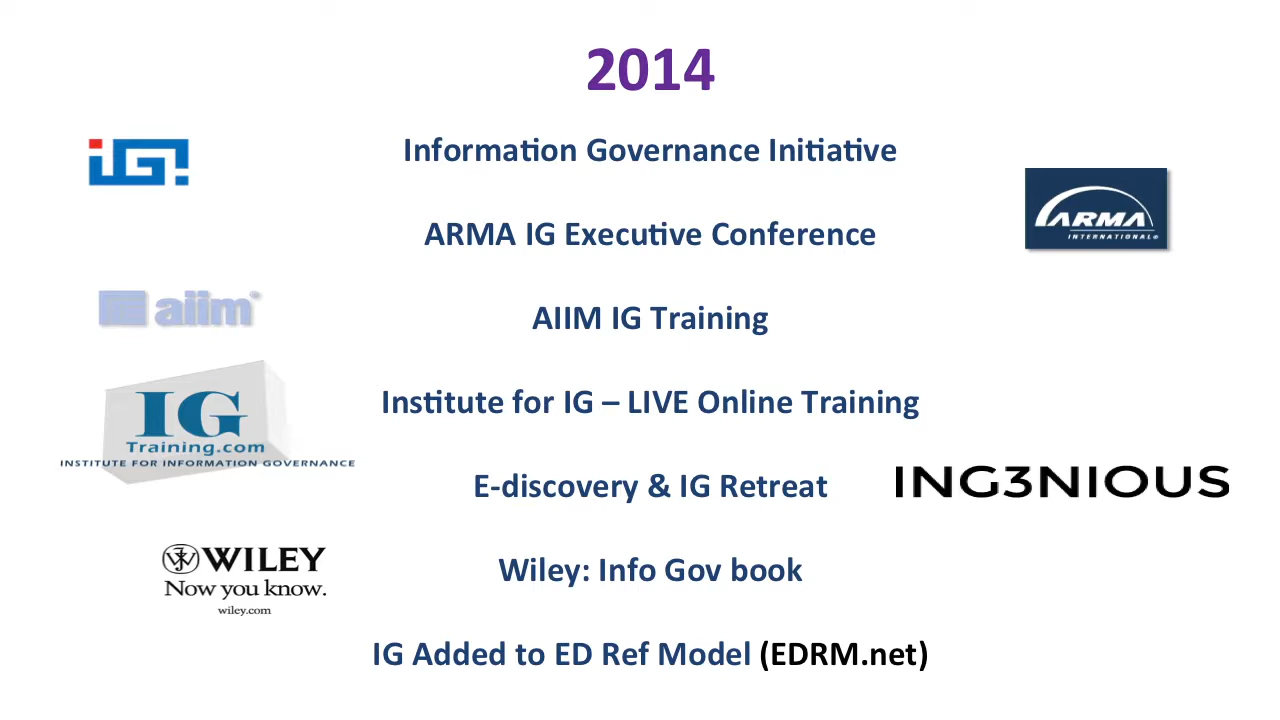 2014
iG!
Information Governance Initiative
ARMA
INTERNATIONAL®
ARMA IG Executive Conference
aiim
AIIM IG Training
IG
Training.com
INSTITUTE FOR INFORMATION GOVERNANCE
Institute for IG – LIVE Online Training
E-discovery & IG Retreat
ING3NIOUS
WILEY
Now you know.
wiley.com
Wiley: Info Gov book
IG Added to ED Ref Model (EDRM.net)